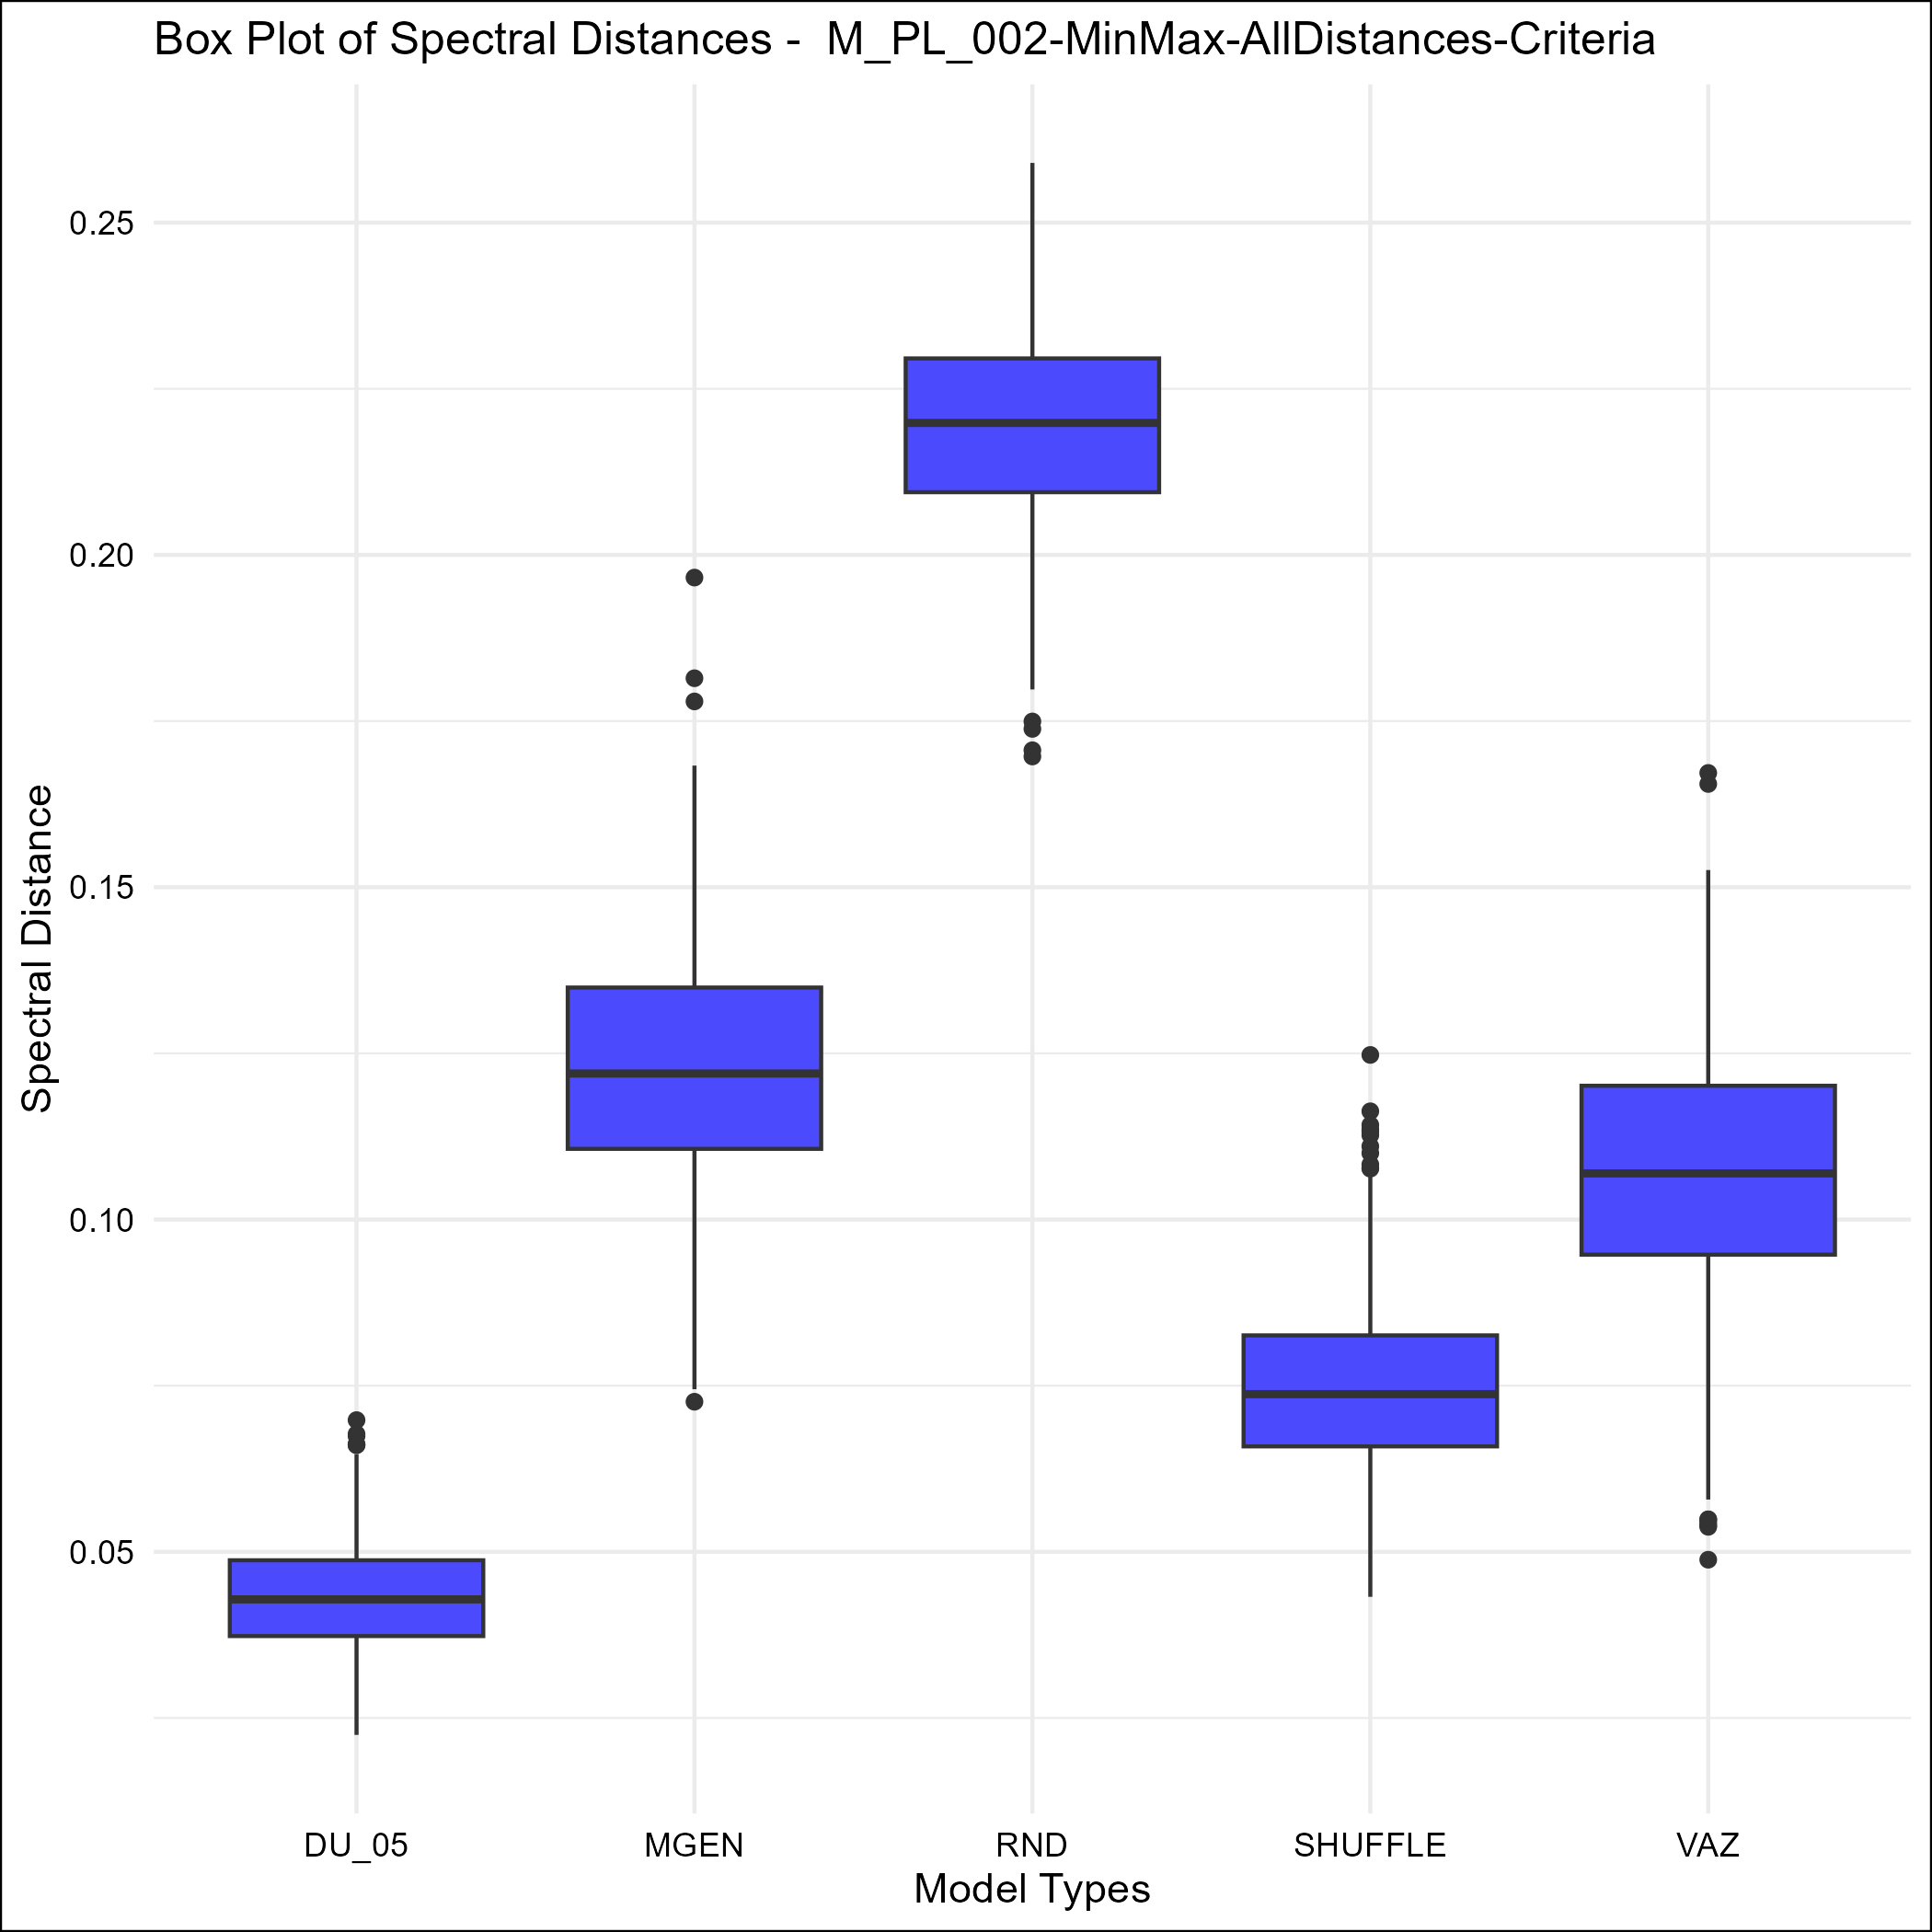 Box Plot of Spectral Distances -  M_PL_002-MinMax-AllDistances-Criteria
Spectral Distance
0.25
0.20
0.15
0.10
0.05
DU_05 MGEN RND SHUFFLE VAZ
Model Types